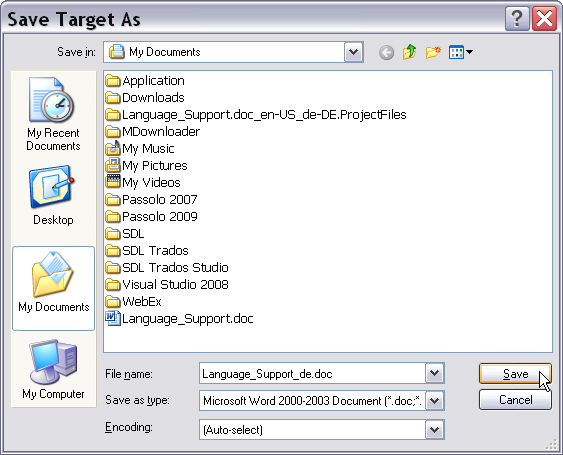 Save Target As
Save in: My Documents
My Recent
Documents
Desktop
My Documents
My Computer
Application
Downloads
Language_Support.doc_en-US_de-DE.ProjectFiles
MDownloader
My Music
My Pictures
My Videos
Passolo 2007
Passolo 2009
SDL
SDL Trados
SDL Trados Studio
Visual Studio 2008
WebEx
Language_Support.doc
File name: Language_Support_de.doc Save
Save as type: Microsoft Word 2000-2003 Document (*.doc;*. Cancel
Encoding: (Auto-select)